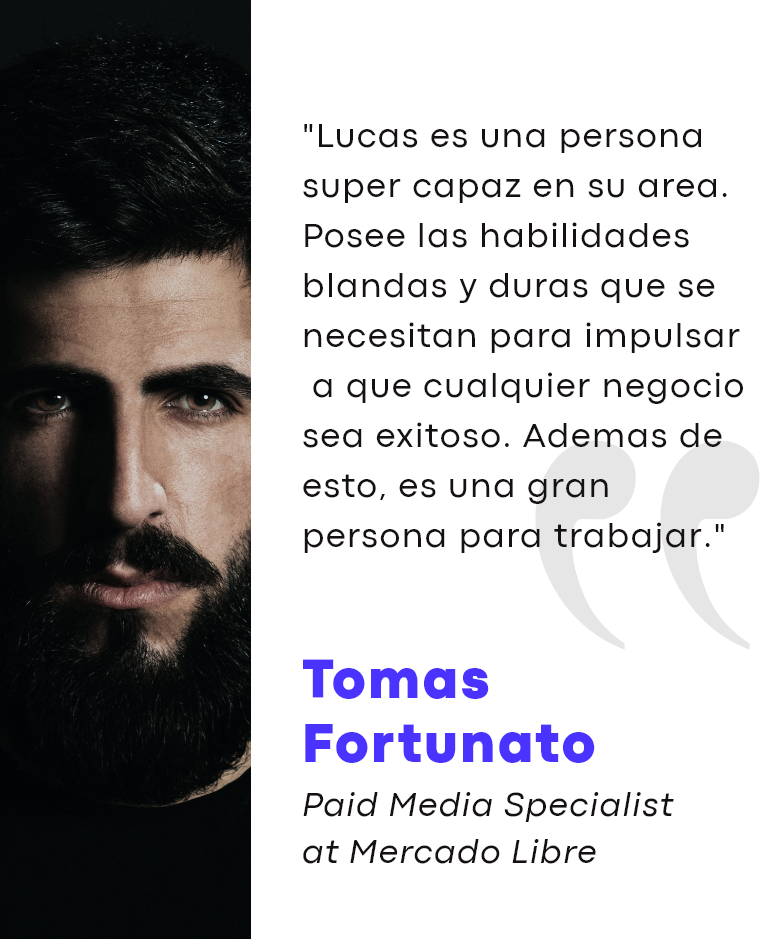 "Lucas es una persona
super capaz en su area.
Posee las habilidades
blandas y duras que se
necesitan para impulsar
a que cualquier negocio
sea exitoso. Ademas de
esto, es una gran
persona para trabajar."
Tomas
Fortunato
Paid Media Specialist
at Mercado Libre